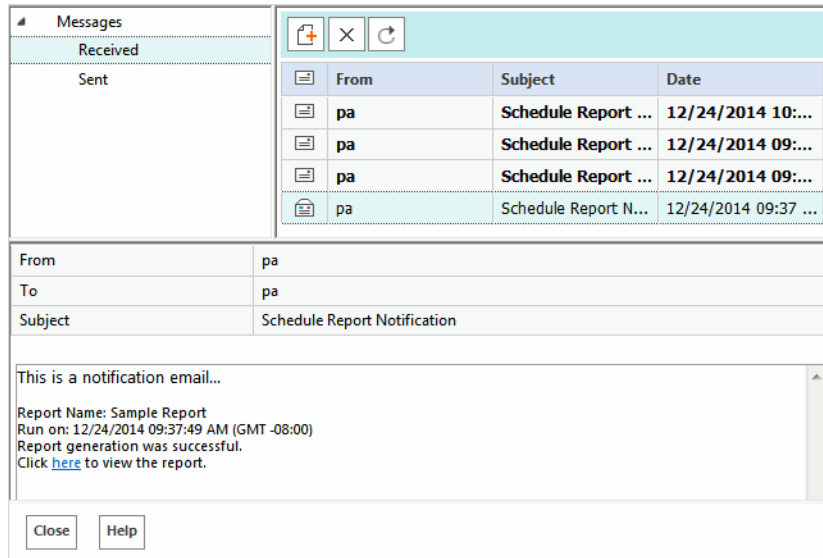 Messages
Received
Sent
From Subject Date
pa Schedule Report ... 12/24/2014 10:...
pa Schedule Report ... 12/24/2014 09:...
pa Schedule Report ... 12/24/2014 09:...
pa Schedule Report N... 12/24/2014 09:37 ...
From pa
To pa
Subject Schedule Report Notification
This is a notification email...
Report Name: Sample Report
Run on: 12/24/2014 09:37:49 AM (GMT -08:00)
Report generation was successful.
Click here to view the report.
Close Help